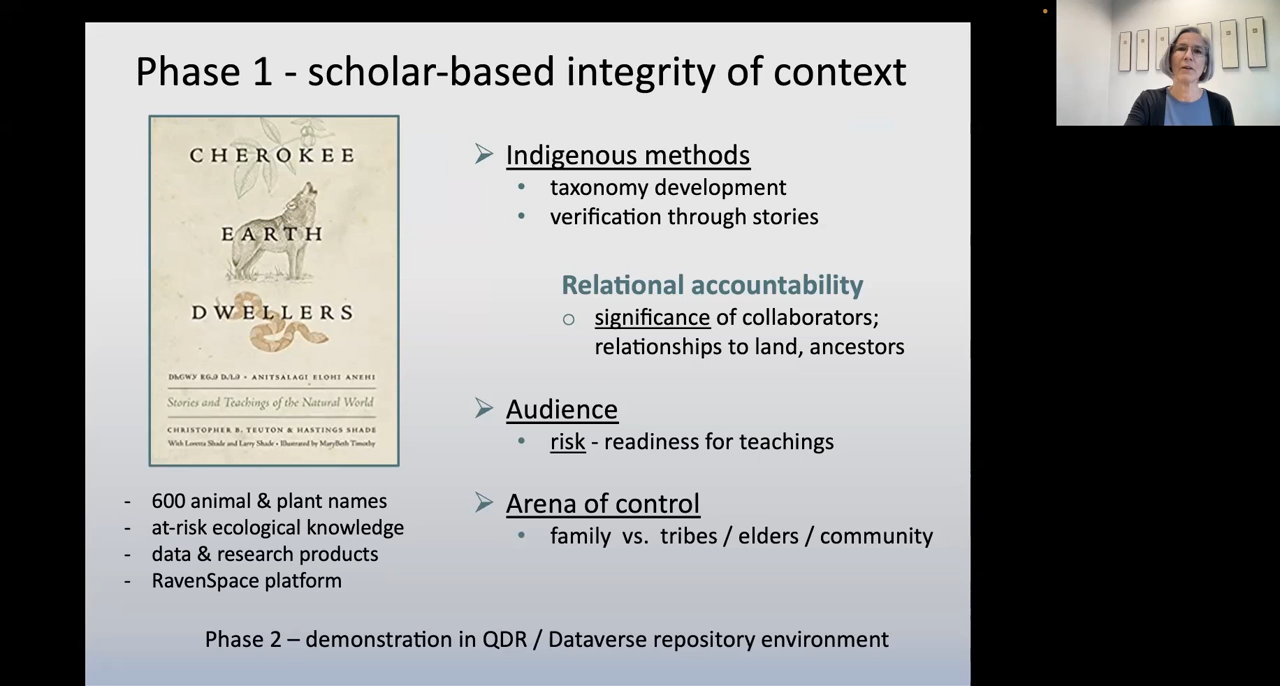 Phase 1 - scholar-based integrity of context
CHEROKEE
EARTH
DWELLERS
ANITSALAGI ELOHI ANEHI
Stories and Teachings of the Natural World
CHRISTOPHER B. TEUTON & HASTINGS SHADE
With Loretta Shade and Larry Shade • Illustrated by MaryBeth Timothy
- 600 animal & plant names
- at-risk ecological knowledge
- data & research products
- RavenSpace platform
➢ Indigenous methods
• taxonomy development
• verification through stories
Relational accountability
○ significance of collaborators;
relationships to land, ancestors
➢ Audience
• risk - readiness for teachings
➢ Arena of control
• family vs. tribes / elders / community
Phase 2 – demonstration in QDR / Dataverse repository environment